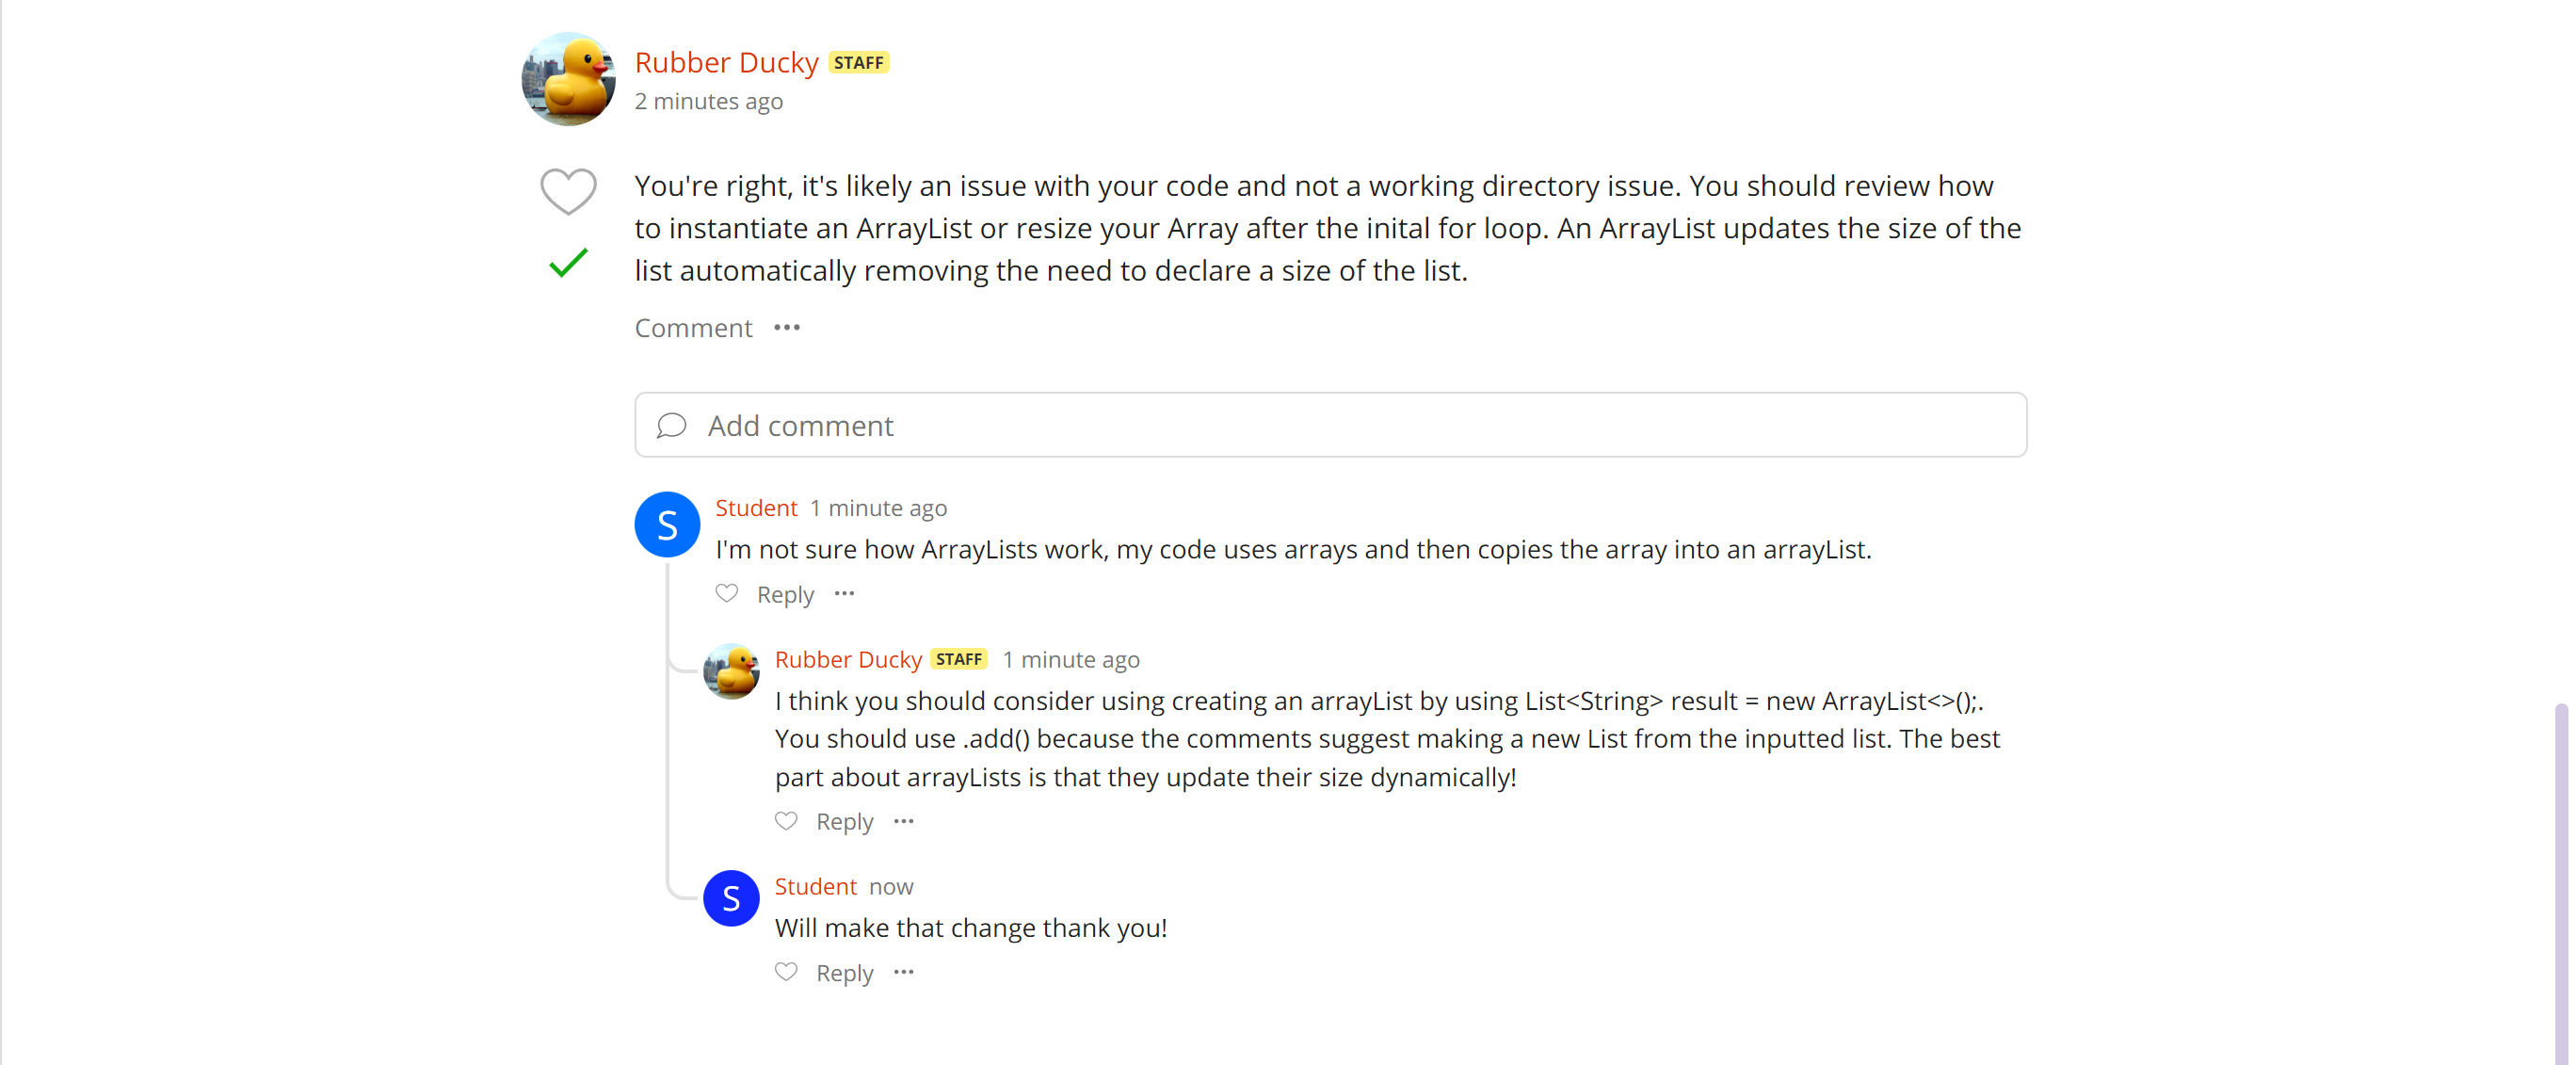 Rubber Ducky STAFF
2 minutes ago
You're right, it's likely an issue with your code and not a working directory issue. You should review how
to instantiate an ArrayList or resize your Array after the inital for loop. An ArrayList updates the size of the
list automatically removing the need to declare a size of the list.
Comment ...
Add comment
S
Student 1 minute ago
I'm not sure how ArrayLists work, my code uses arrays and then copies the array into an arrayList.
Reply ...
Rubber Ducky STAFF 1 minute ago
I think you should consider using creating an arrayList by using List<String> result = new ArrayList<>();.
You should use .add() because the comments suggest making a new List from the inputted list. The best
part about arrayLists is that they update their size dynamically!
Reply ...
S
Student now
Will make that change thank you!
Reply ...